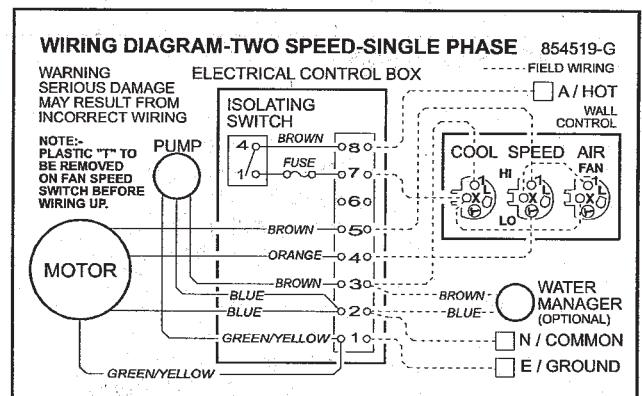 WIRING DIAGRAM-TWO SPEED-SINGLE PHASE 854519-G
WARNING
SERIOUS DAMAGE
MAY RESULT FROM
INCORRECT WIRING
NOTE:-
PLASTIC "T" TO
BE REMOVED
ON FAN SPEED
SWITCH BEFORE
WIRING UP.
ELECTRICAL CONTROL BOX
FIELD WIRING
A / HOT
WALL
CONTROL
ISOLATING
SWITCH
4
1
BROWN
FUSE
PUMP
MOTOR
8
7
6
5
4
3
2
1
COOL SPEED AIR
FAN
HI
LO
1 L X
1 L X
1 L X
BROWN
ORANGE
BROWN
BLUE
BLUE
GREEN/YELLOW
GREEN/YELLOW
BROWN
BLUE
WATER
MANAGER
(OPTIONAL)
N / COMMON
E / GROUND